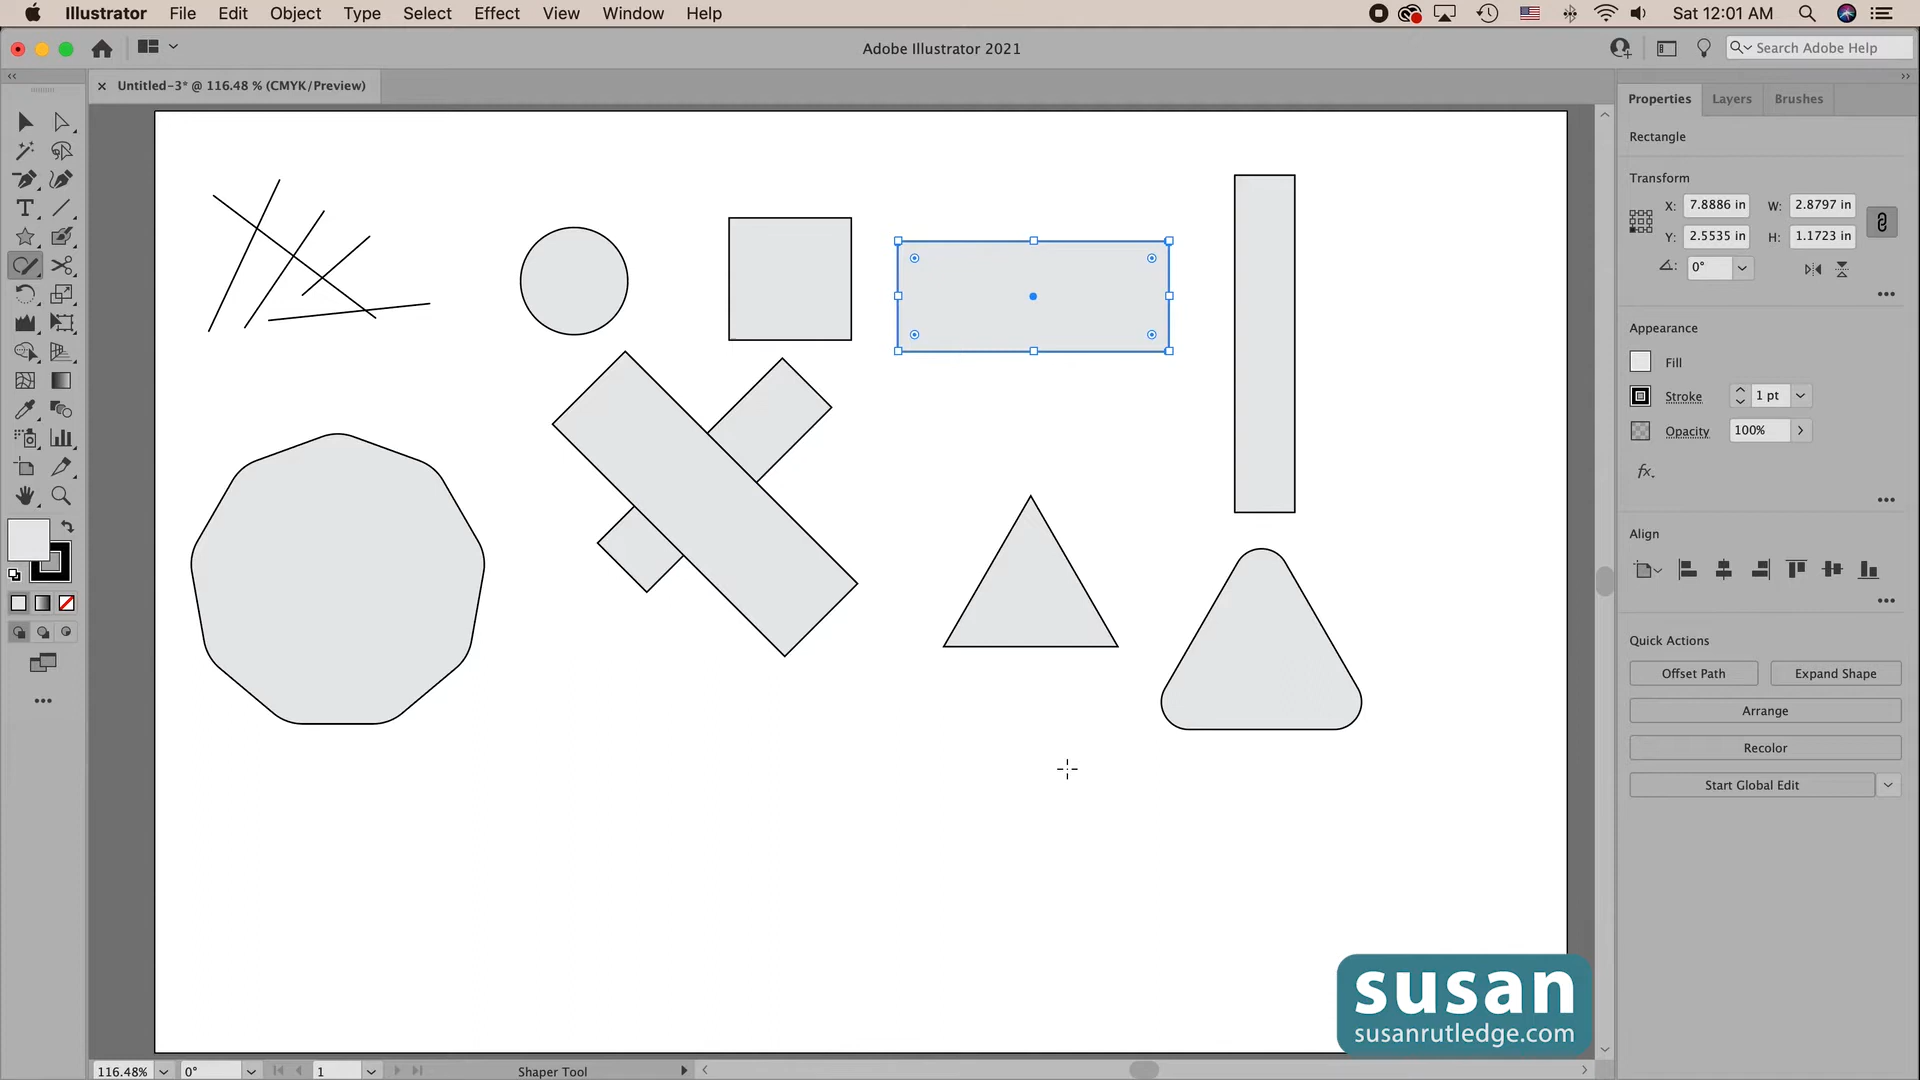 Illustrator File Edit Object Type Select Effect View Window Help
Sat 12:01 AM
Adobe Illustrator 2021
Search Adobe Help
Untitled-3* @ 116.48 % (CMYK/Preview)
Properties Layers Brushes
Rectangle
Transform
X: 7.8886 in W: 2.8797 in
Y: 2.5535 in H: 1.1723 in
0°
Appearance
Fill
Stroke 1 pt
Opacity 100%
fx.
Align
Quick Actions
Offset Path Expand Shape
Arrange
Recolor
Start Global Edit
susan
susanrutledge.com
116.48% 0° 1 Shaper Tool